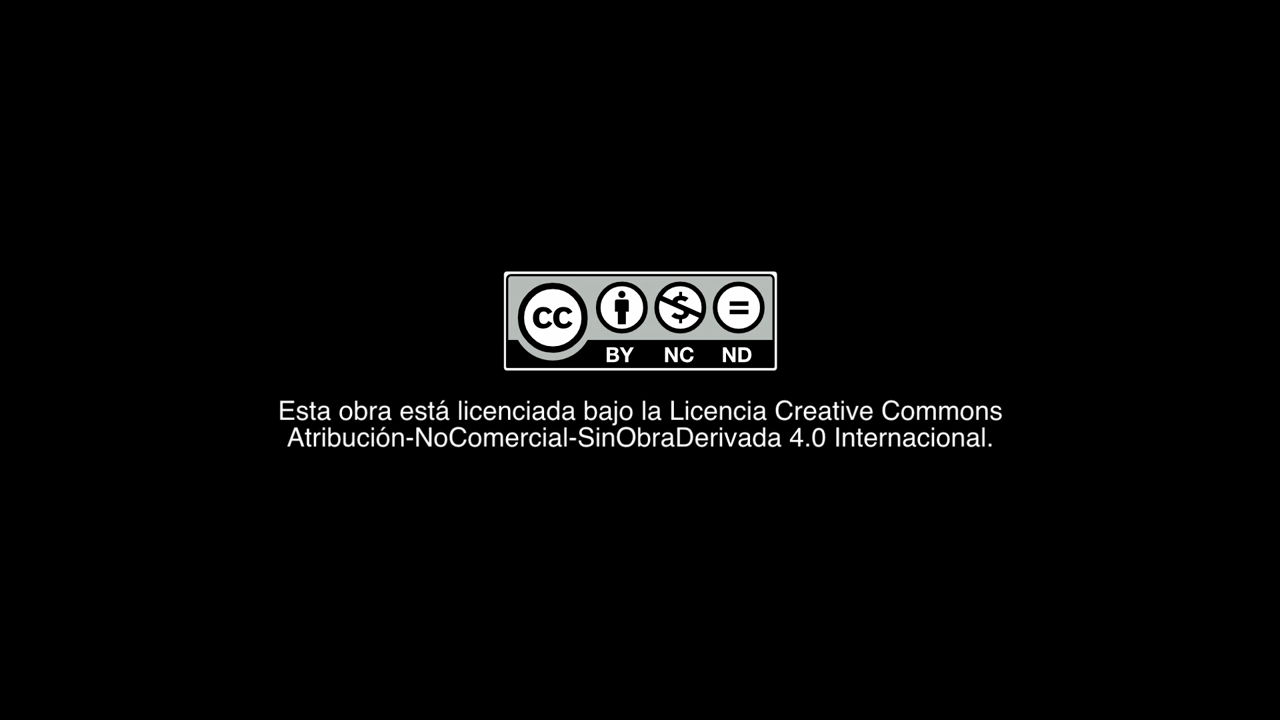 CC
BY NC ND
Esta obra está licenciada bajo la Licencia Creative Commons
Atribución-NoComercial-SinObraDerivada 4.0 Internacional.